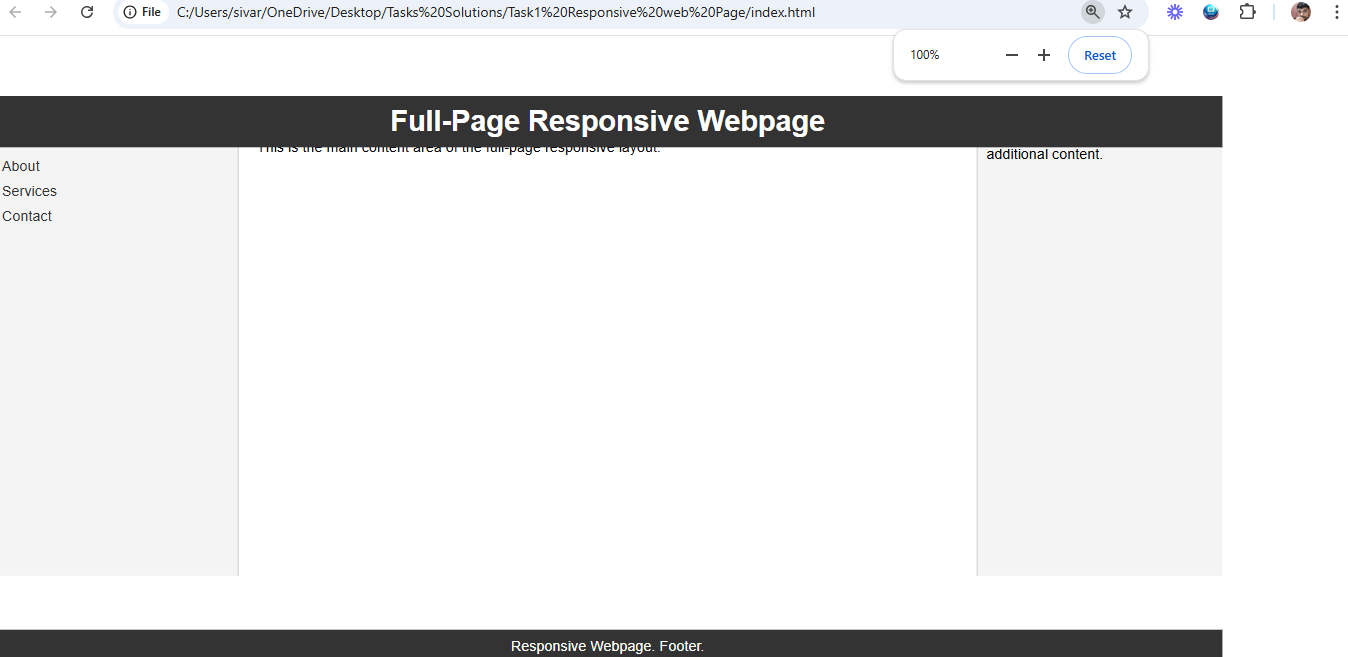 File C:/Users/sivar/OneDrive/Desktop/Tasks%20Solutions/Task1%20Responsive%20web%20Page/index.html
100% Reset
Full-Page Responsive Webpage
This is the main content area of the full-page responsive layout.
additional content.
About
Services
Contact
Responsive Webpage. Footer.